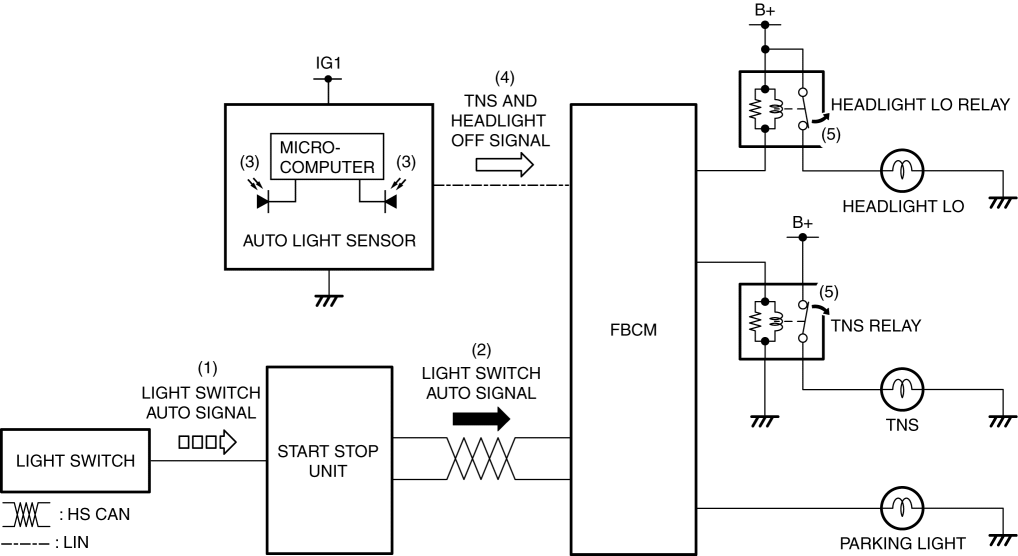 B+
IG1
(4)
TNS AND
HEADLIGHT
OFF SIGNAL
HEADLIGHT LO RELAY
(5)
MICRO-
COMPUTER
(3)
(3)
AUTO LIGHT SENSOR
HEADLIGHT LO
B+
(5)
TNS RELAY
FBCM
(1)
LIGHT SWITCH
AUTO SIGNAL
(2)
LIGHT SWITCH
AUTO SIGNAL
TNS
LIGHT SWITCH
START STOP
UNIT
: HS CAN
: LIN
PARKING LIGHT